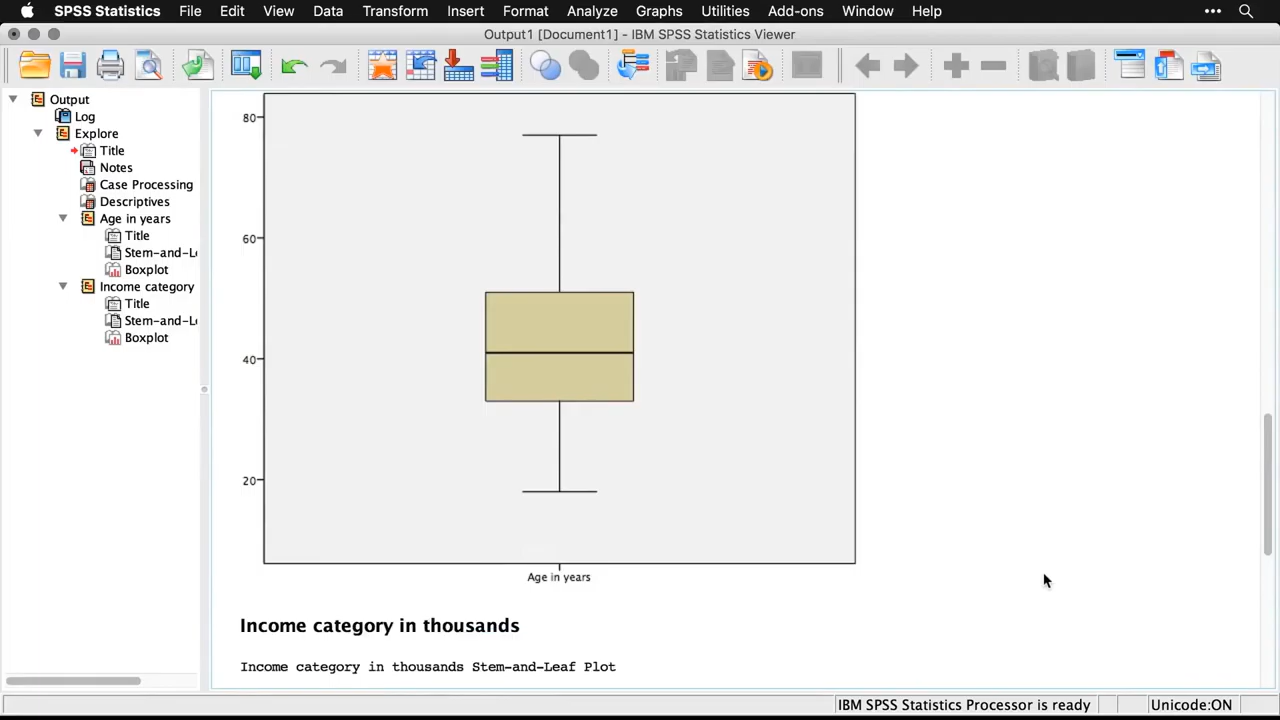 SPSS Statistics File Edit View Data Transform Insert Format Analyze Graphs Utilities Add-ons Window Help
Output1 [Document1] - IBM SPSS Statistics Viewer
Output
Log
Explore
Title
Notes
Case Processing
Descriptives
Age in years
Title
Stem-and-Le
Boxplot
Income category
Title
Stem-and-Le
Boxplot
80
60
40
20
Age in years
Income category in thousands
Income category in thousands Stem-and-Leaf Plot
IBM SPSS Statistics Processor is ready Unicode:ON